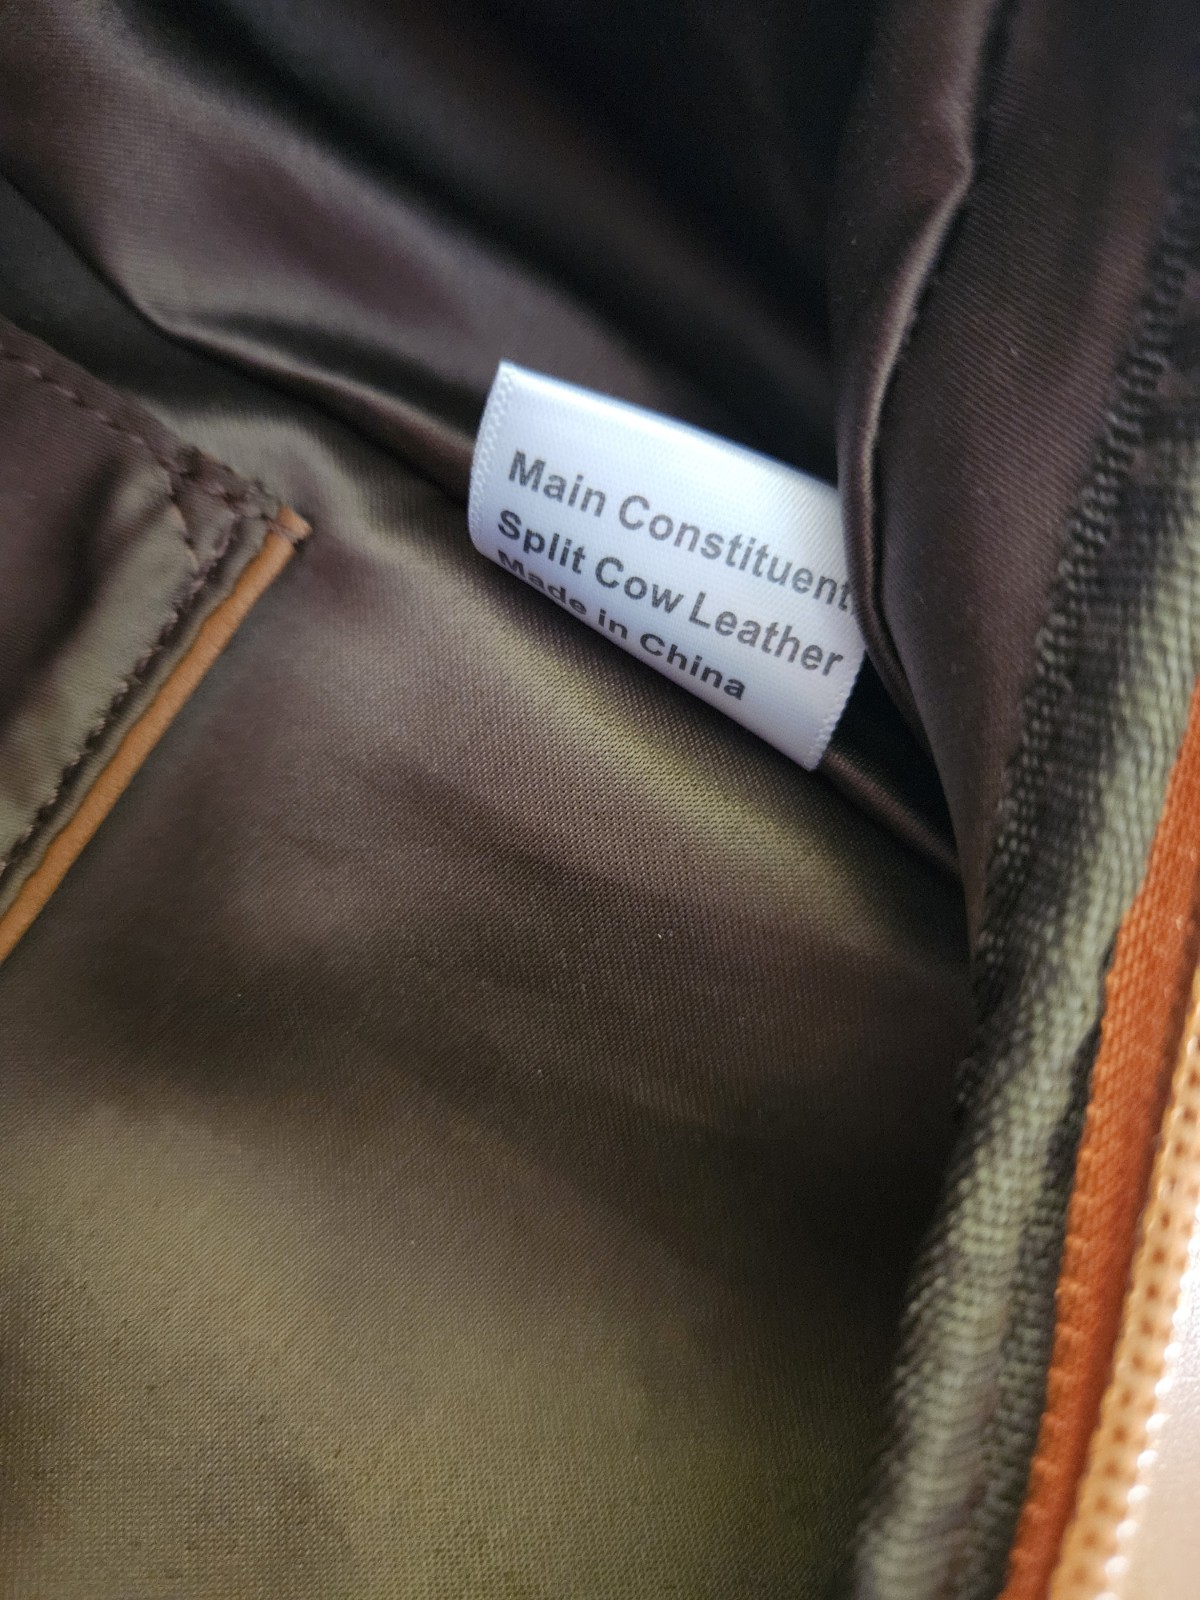 Main Constituent
Split Cow Leather
Made in China